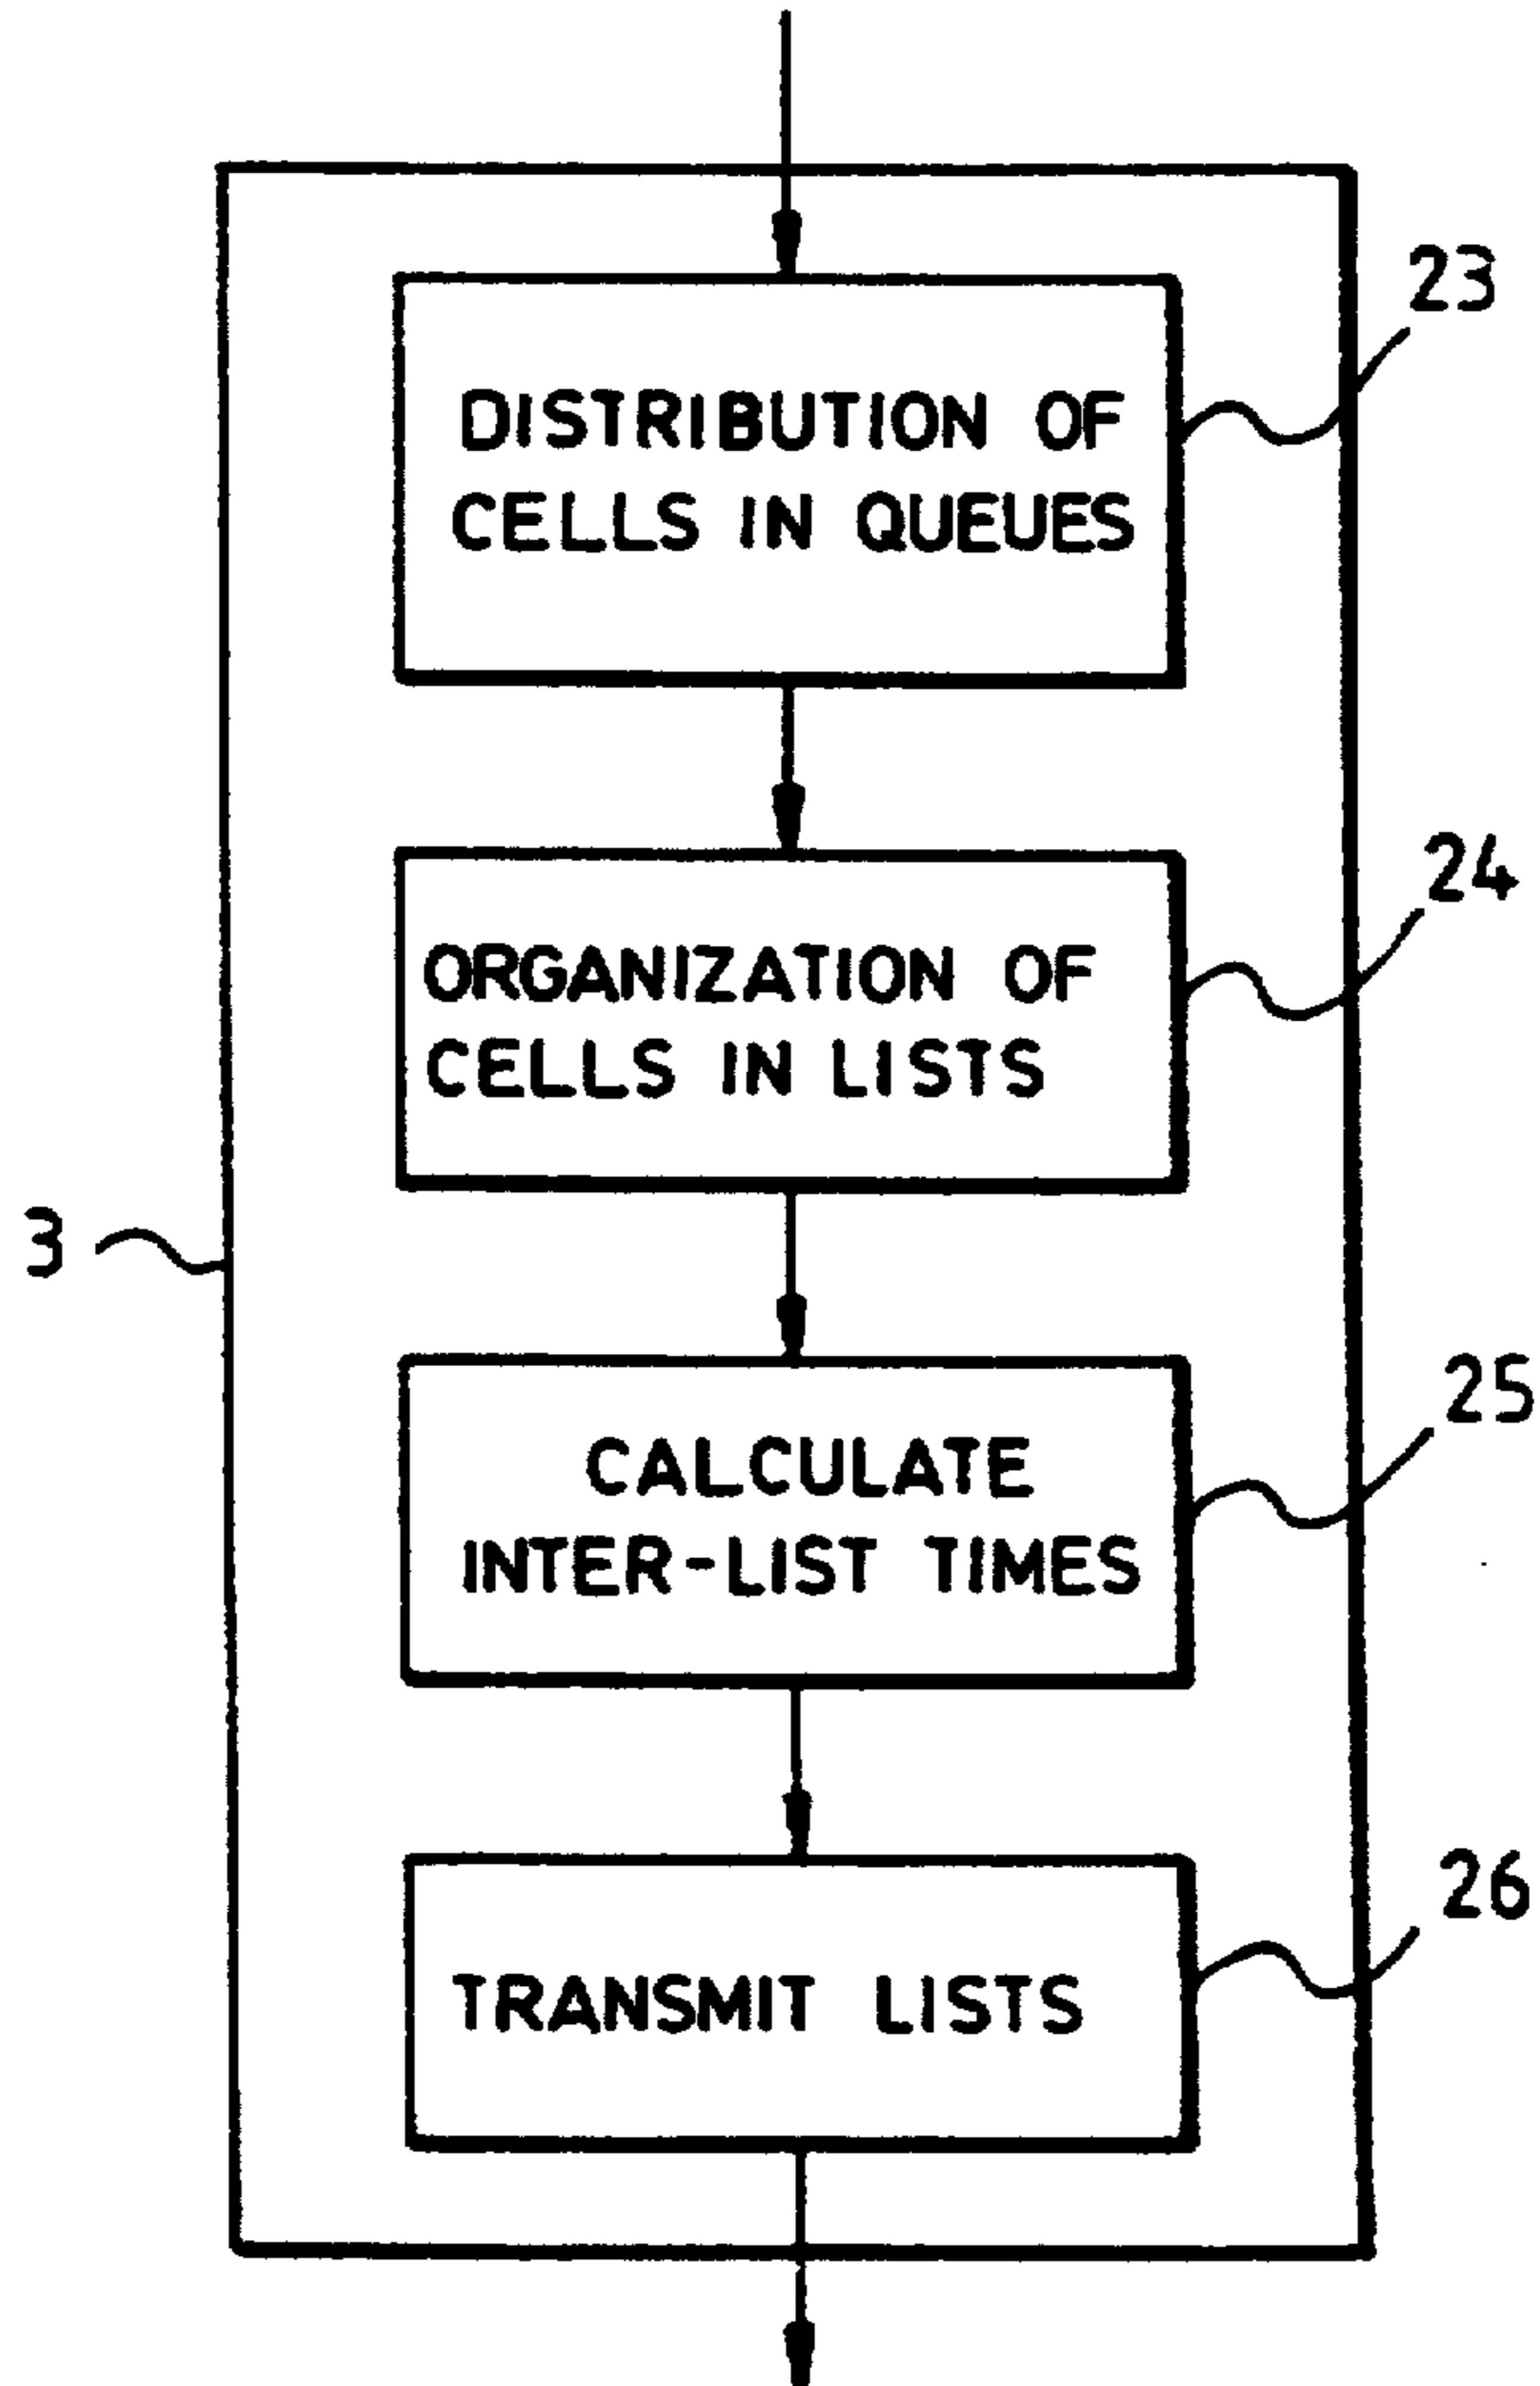 23
DISTRIBUTION OF
CELLS IN QUEUES
24
ORGANIZATION OF
CELLS IN LISTS
3
25
CALCULATE
INTER-LIST TIMES
26
TRANSMIT LISTS